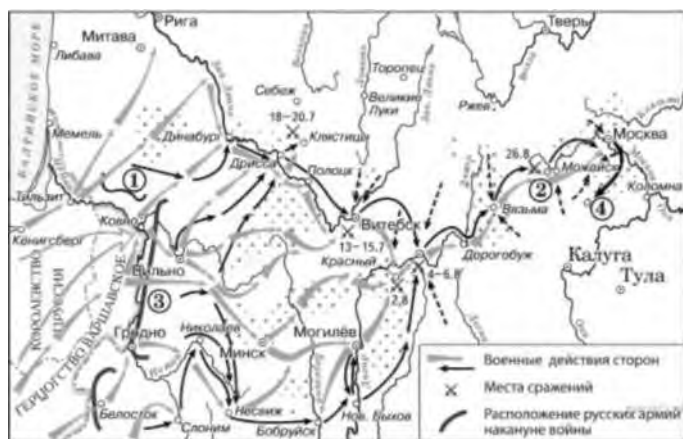 Рига
Тверь
Митава
Либава
БАЛТИЙСКОЕ МОРЕ
Зап. Двина
Торопец
Себеж
18–20.7
Великие
Луки
Ржев
Волга
Клястицы
Мемель
Динабург
Дрисса
Полоцк
Москва
26.8
Можайск
Коломна
①
②
④
Тильзит
Ковно
Витебск
Вязьма
Кенигсберг
13–15.7
Красный
Дорогобуж
Вильно
4–6.8
2.8
Калуга
Тула
③
КОРОЛЕВСТВО
ПРУССИЯ
ГЕРЦОГСТВО ВАРШАВСКОЕ
Гродно
Николаев
Минск
Могилёв
Белосток
Слоним
Несвиж
Бобруйск
Нов. Быхов
Военные действия сторон
Места сражений
Расположение русских армий
накануне войны